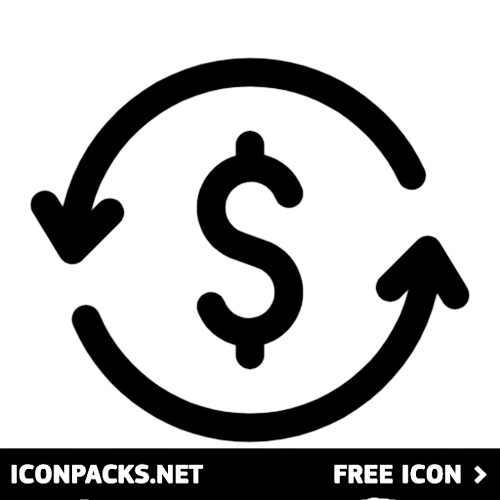 $
ICONPACKS.NET FREE ICON >